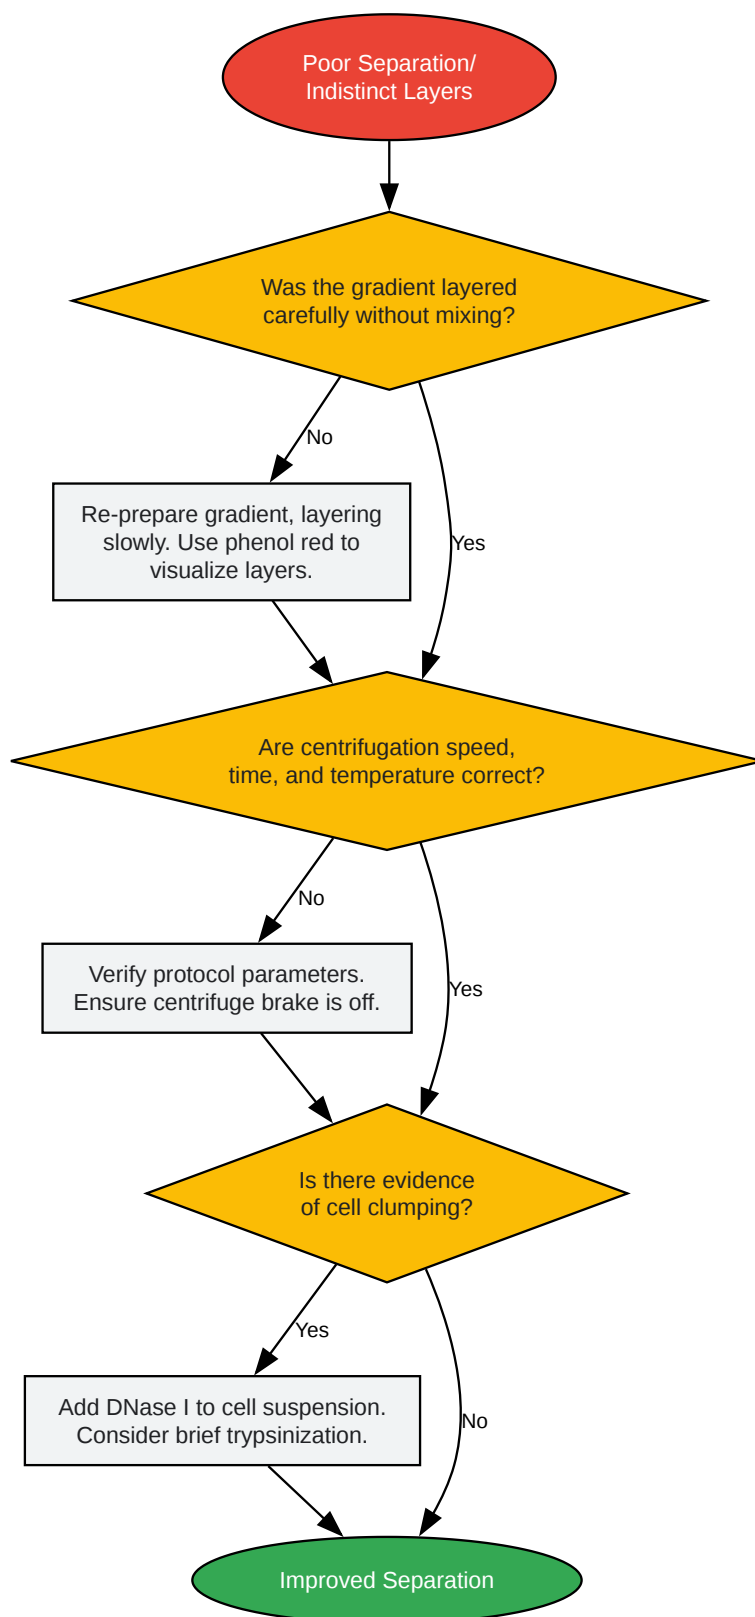 Poor Separation/
Indistinct Layers
Was the gradient layered
carefully without mixing?
No
Yes
Re-prepare gradient, layering
slowly. Use phenol red to
visualize layers.
Are centrifugation speed,
time, and temperature correct?
No
Yes
Verify protocol parameters.
Ensure centrifuge brake is off.
Is there evidence
of cell clumping?
Yes
No
Add DNase I to cell suspension.
Consider brief trypsinization.
Improved Separation